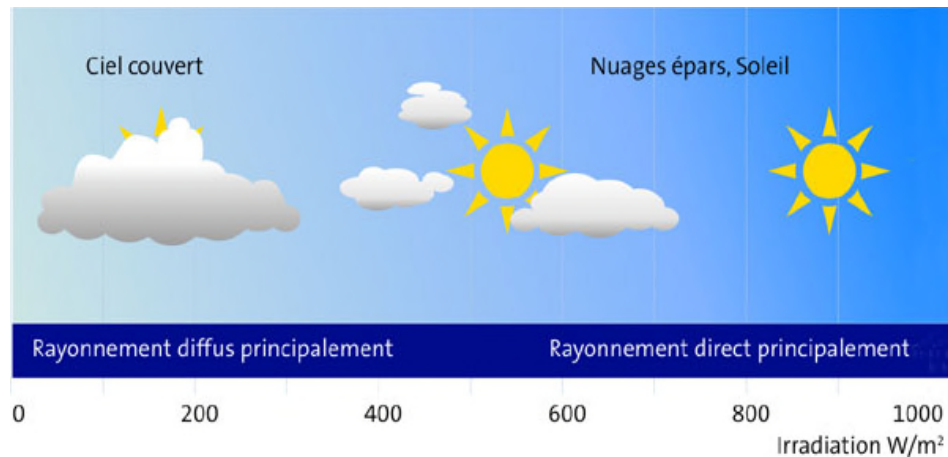 Ciel couvert
Nuages épars, Soleil
Rayonnement diffus principalement
Rayonnement direct principalement
0 200 400 600 800 1000
Irradiation W/m²